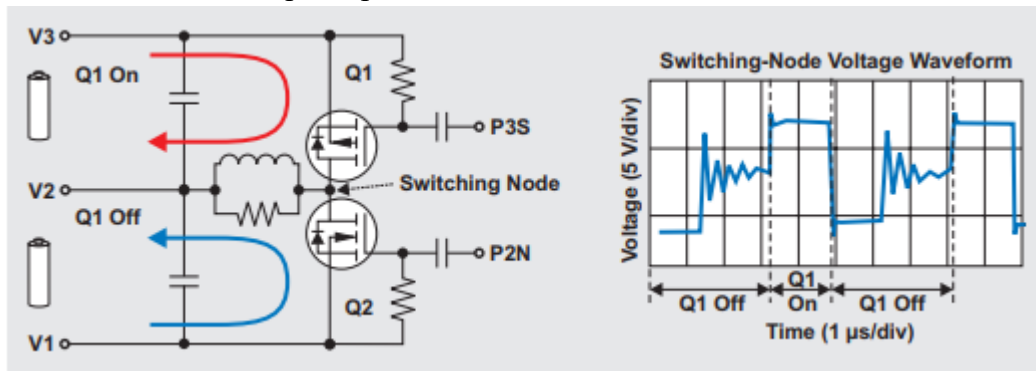 V3
Q1 On
Q1
P3S
Switching Node
V2
Q1 Off
P2N
Q2
V1
Switching-Node Voltage Waveform
Voltage (5 V/div)
Q1 Off
Q1
On
Q1 Off
Time (1 µs/div)